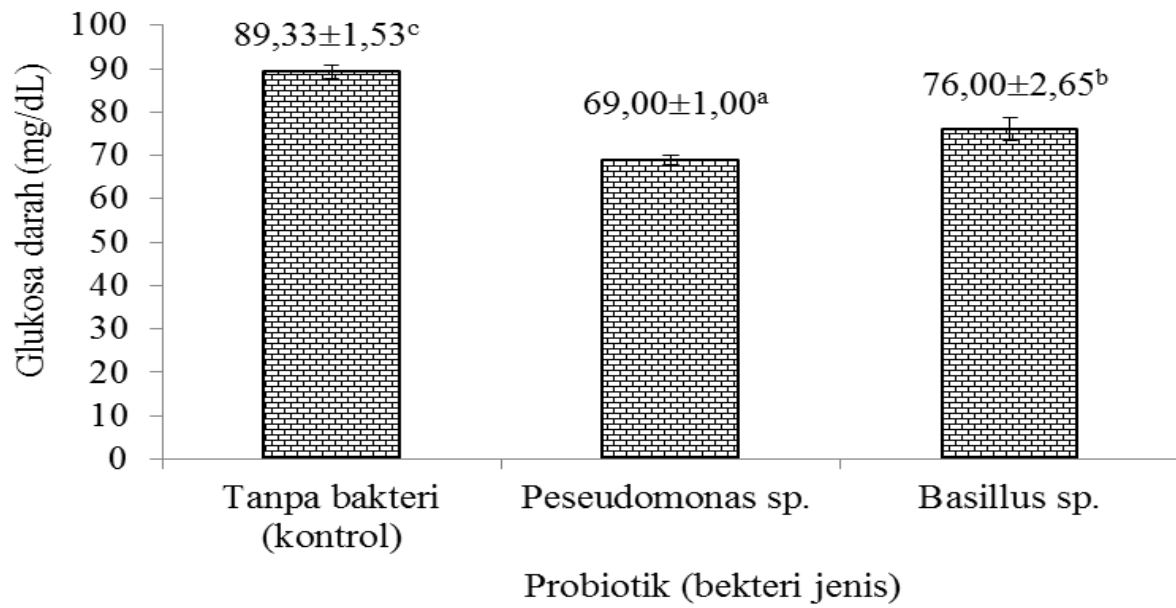 Glukosa darah (mg/dL)
100
90
80
70
60
50
40
30
20
10
0
89,33±1,53ᶜ
69,00±1,00ᵃ
76,00±2,65ᵇ
Tanpa bakteri
(kontrol)
Peseudomonas sp.
Basillus sp.
Probiotik (bekteri jenis)